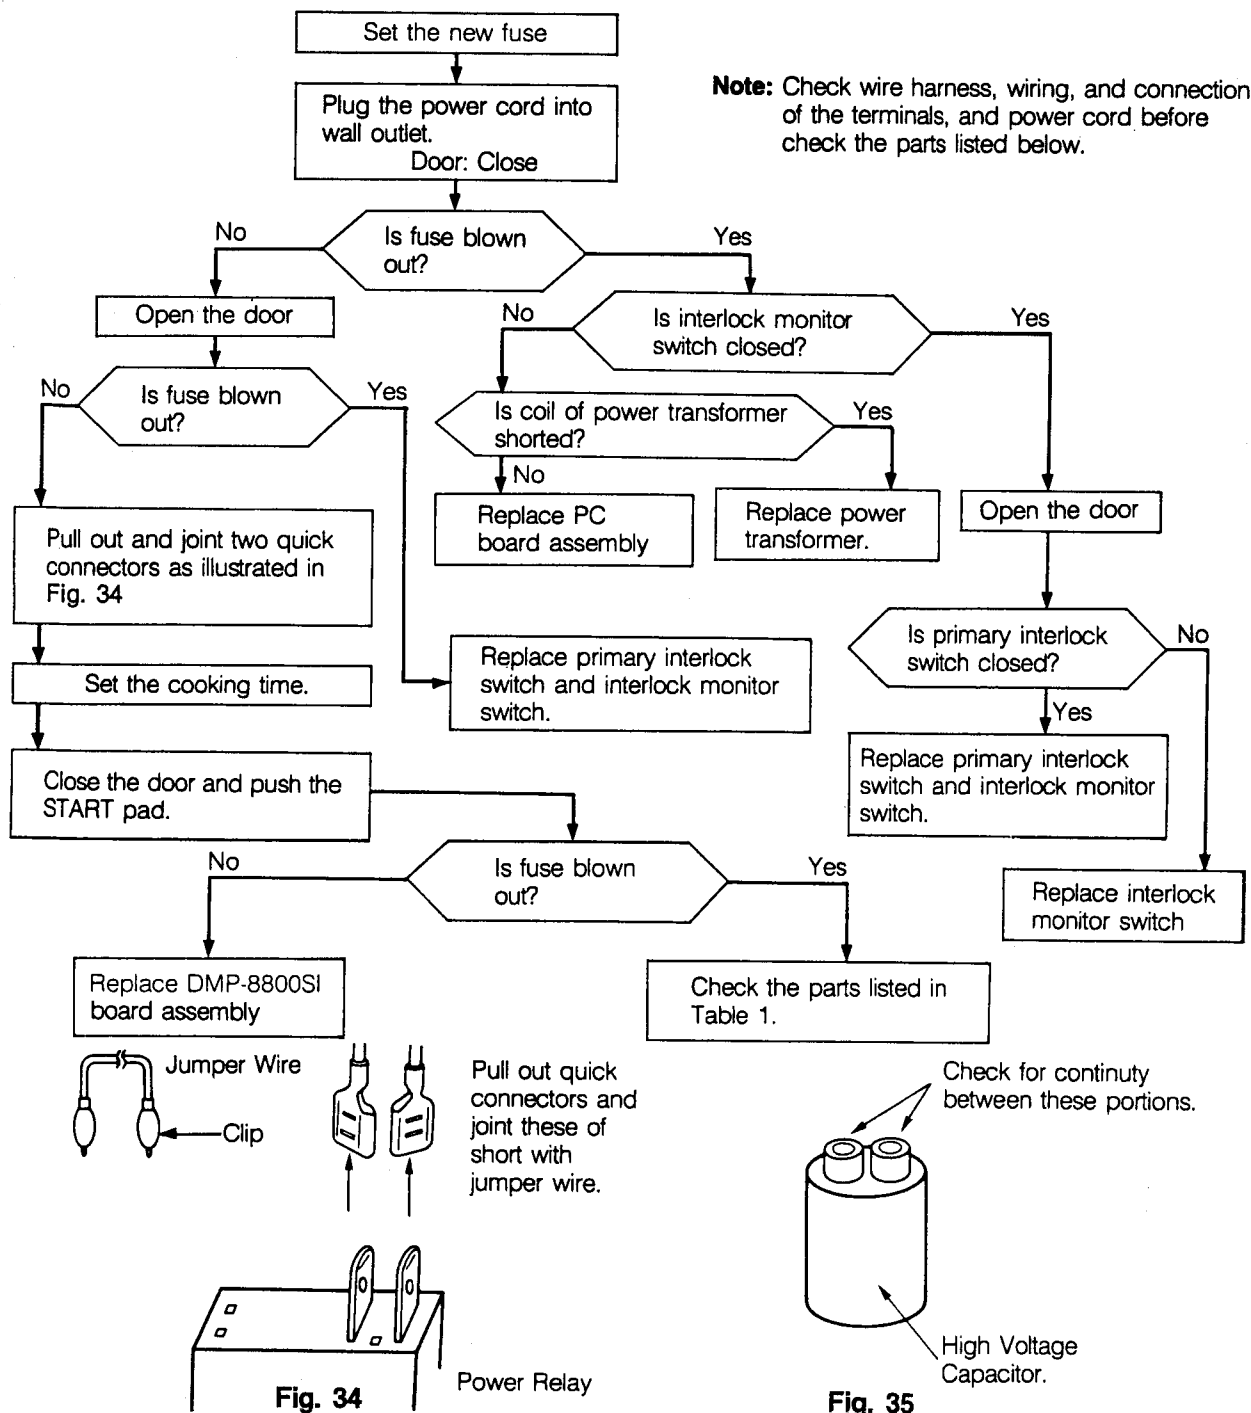 Set the new fuse
Plug the power cord into
wall outlet.
Door: Close
Note: Check wire harness, wiring, and connection
of the terminals, and power cord before
check the parts listed below.
Is fuse blown
out?
No
Yes
Open the door
Is interlock monitor
switch closed?
No
Yes
Is fuse blown
out?
No
Yes
Is coil of power transformer
shorted?
Yes
No
Replace PC
board assembly
Replace power
transformer.
Open the door
Pull out and joint two quick
connectors as illustrated in
Fig. 34
Is primary interlock
switch closed?
No
Yes
Set the cooking time.
Replace primary interlock
switch and interlock monitor
switch.
Replace primary interlock
switch and interlock monitor
switch.
Close the door and push the
START pad.
Is fuse blown
out?
No
Yes
Replace interlock
monitor switch
Replace DMP-8800SI
board assembly
Check the parts listed in
Table 1.
Jumper Wire
Clip
Pull out quick
connectors and
joint these of
short with
jumper wire.
Power Relay
Fig. 34
Check for continuty
between these portions.
High Voltage
Capacitor.
Fig. 35